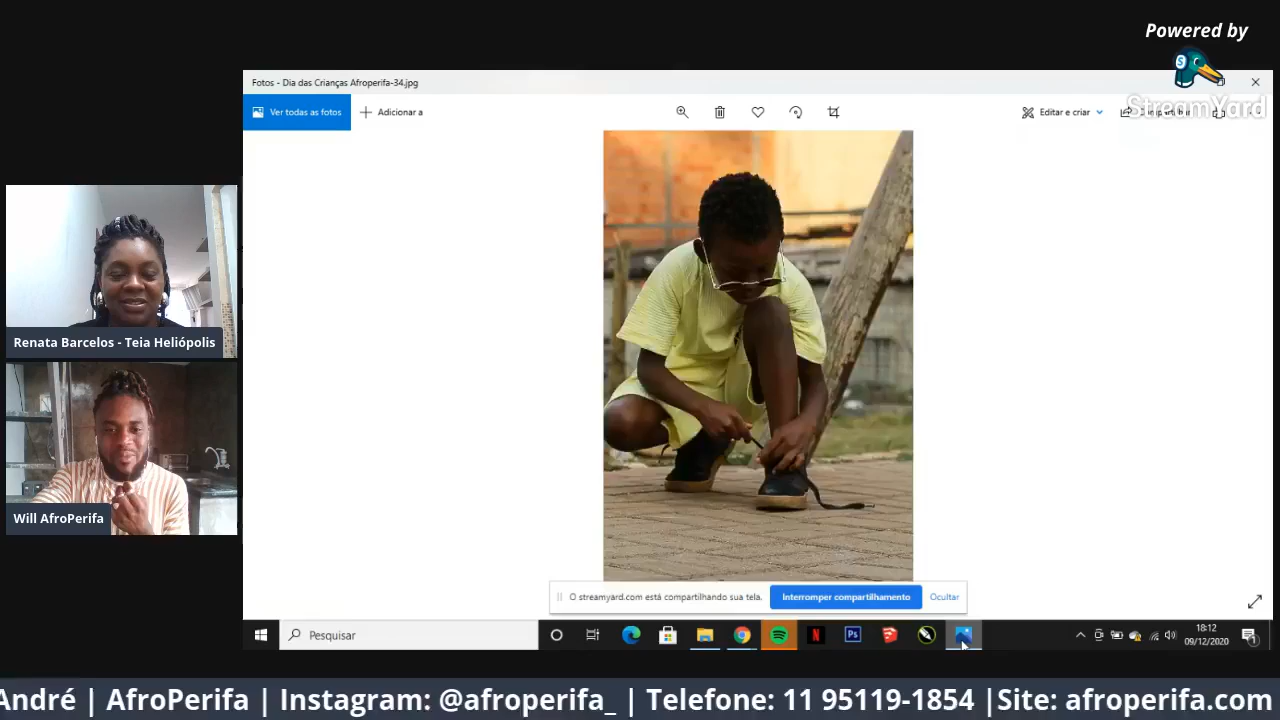 Powered by
StreamYard
Fotos - Dia das Crianças Afroperifa-34.jpg
Ver todas as fotos
Adicionar a
Editar e criar
Renata Barcelos - Teia Heliópolis
Will AfroPerifa
O streamyard.com está compartilhando sua tela.
Interromper compartilhamento
Ocultar
Pesquisar
N
Ps
18:12
09/12/2020
André | AfroPerifa | Instagram: @afroperifa_ | Telefone: 11 95119-1854 |Site: afroperifa.com